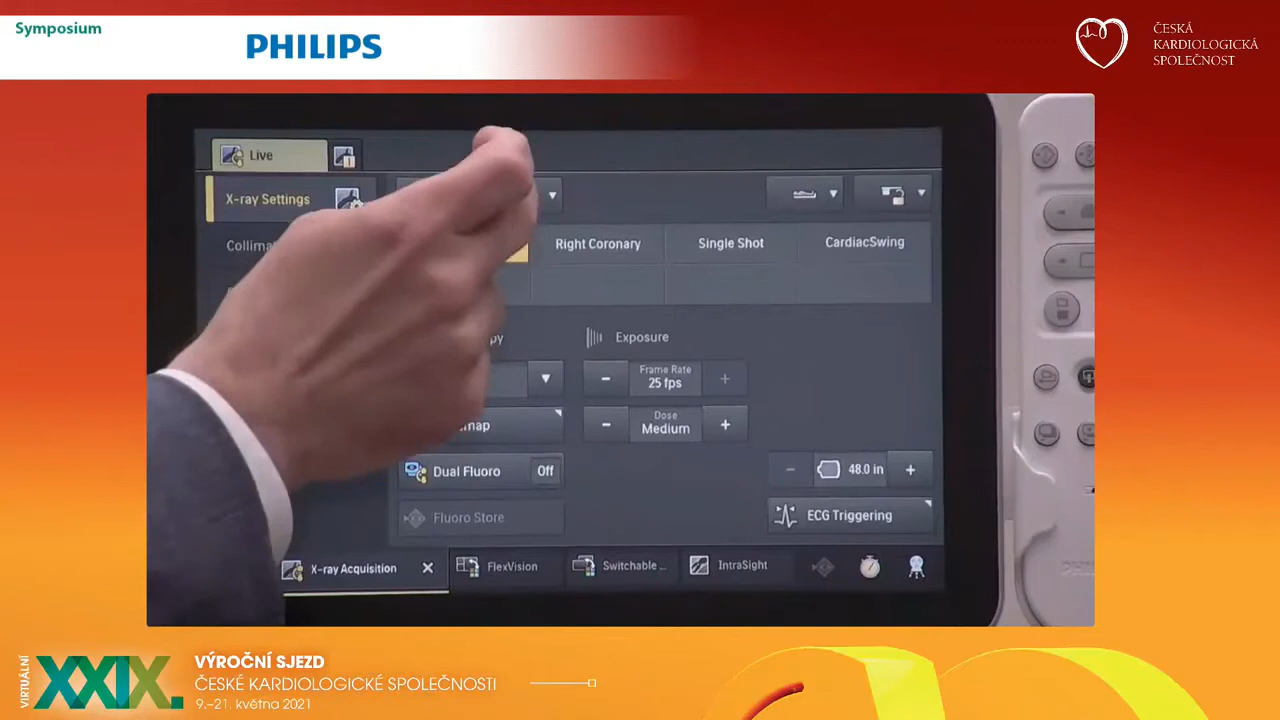 Symposium
PHILIPS
ČESKÁ
KARDIOLOGICKÁ
SPOLEČNOST
Live
X-ray Settings
Right Coronary
Single Shot
CardiacSwing
Exposure
Frame Rate
25 fps
Dose
Medium
Dual Fluoro
Off
48.0 in
Fluoro Store
ECG Triggering
X-ray Acquisition
FlexVision
Switchable ...
IntraSight
VIRTUÁLNÍ
XXIX.
VÝROČNÍ SJEZD
ČESKÉ KARDIOLOGICKÉ SPOLEČNOSTI
9.–21. května 2021